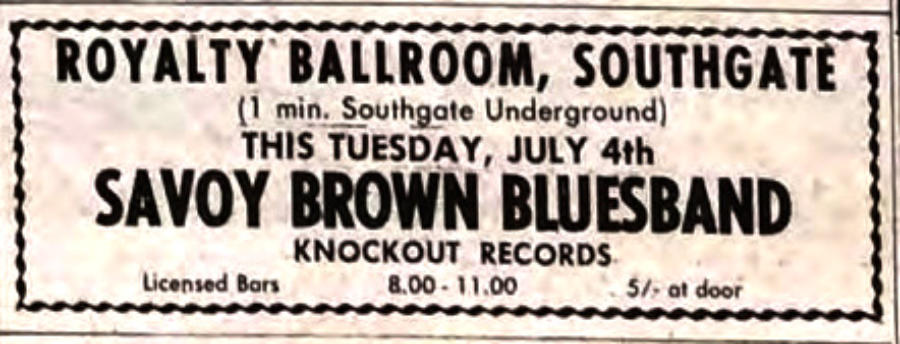 ROYALTY BALLROOM, SOUTHGATE
(1 min. Southgate Underground)
THIS TUESDAY, JULY 4th
SAVOY BROWN BLUESBAND
KNOCKOUT RECORDS
Licensed Bars 8.00 - 11.00 5/- at door